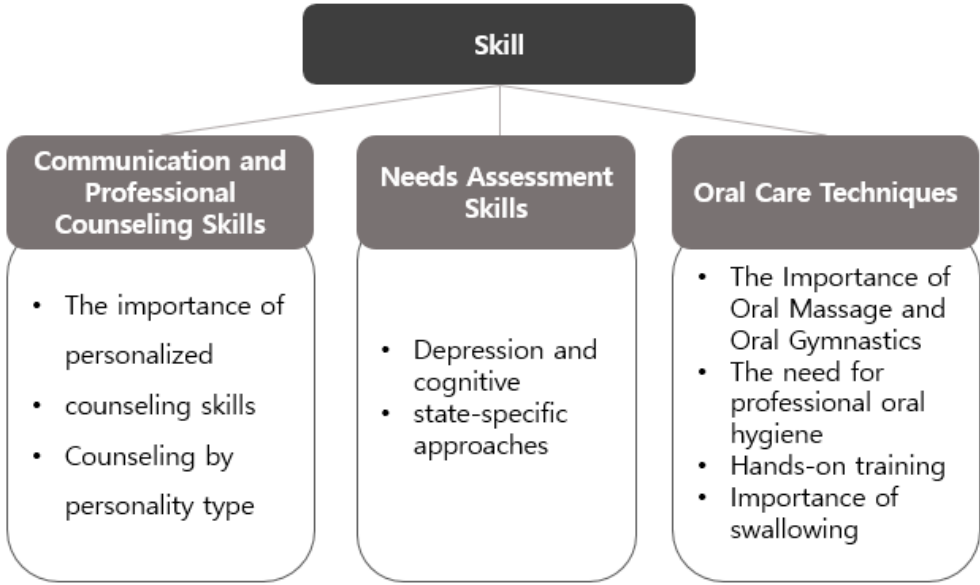 Skill
Communication and
Professional
Counseling Skills
• The importance of
personalized
• counseling skills
• Counseling by
personality type
Needs Assessment
Skills
• Depression and
cognitive
• state-specific
approaches
Oral Care Techniques
• The Importance of
Oral Massage and
Oral Gymnastics
• The need for
professional oral
hygiene
• Hands-on training
• Importance of
swallowing